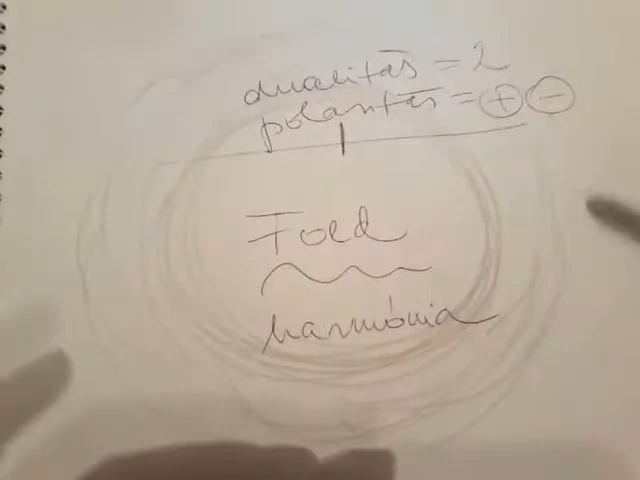 dualitás = 2
polaritás = + −
Föld
harmónia